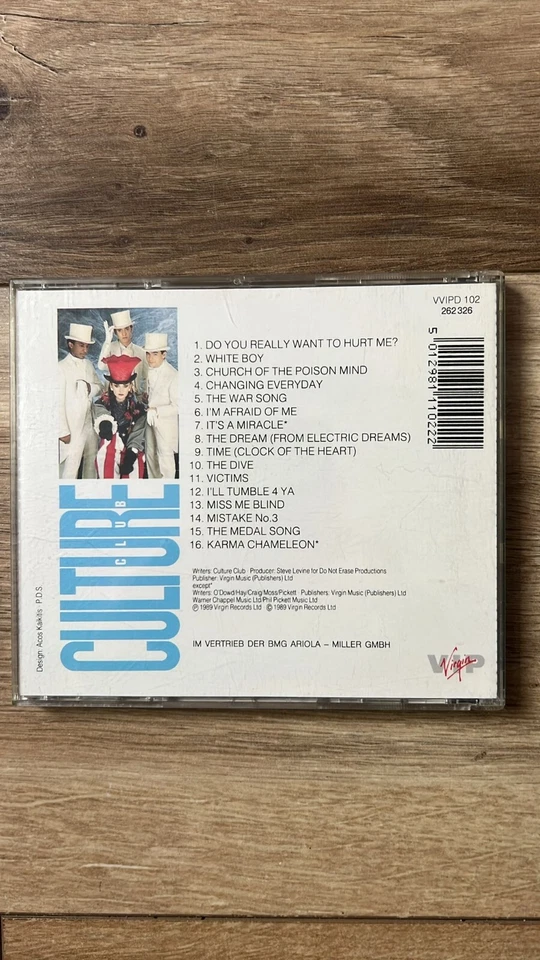 VVIPD 102
262 326
5 012981 110222
1. DO YOU REALLY WANT TO HURT ME?
2. WHITE BOY
3. CHURCH OF THE POISON MIND
4. CHANGING EVERYDAY
5. THE WAR SONG
6. I'M AFRAID OF ME
7. IT'S A MIRACLE*
8. THE DREAM (FROM ELECTRIC DREAMS)
9. TIME (CLOCK OF THE HEART)
10. THE DIVE
11. VICTIMS
12. I'LL TUMBLE 4 YA
13. MISS ME BLIND
14. MISTAKE No.3
15. THE MEDAL SONG
16. KARMA CHAMELEON*
CULTURE
CLUB
Writers: Culture Club · Producer: Steve Levine for Do Not Erase Productions
Publisher: Virgin Music (Publishers) Ltd
except*
Writers: O'Dowd/Hay/Craig/Moss/Pickett · Publishers: Virgin Music (Publishers) Ltd/
Warner Chappel Music Ltd/Phil Pickett Music Ltd
℗ 1989 Virgin Records Ltd © 1989 Virgin Records Ltd
IM VERTRIEB DER BMG ARIOLA – MILLER GMBH
Design: Acos Kaikitis : P.D.S.
VIP
Virgin